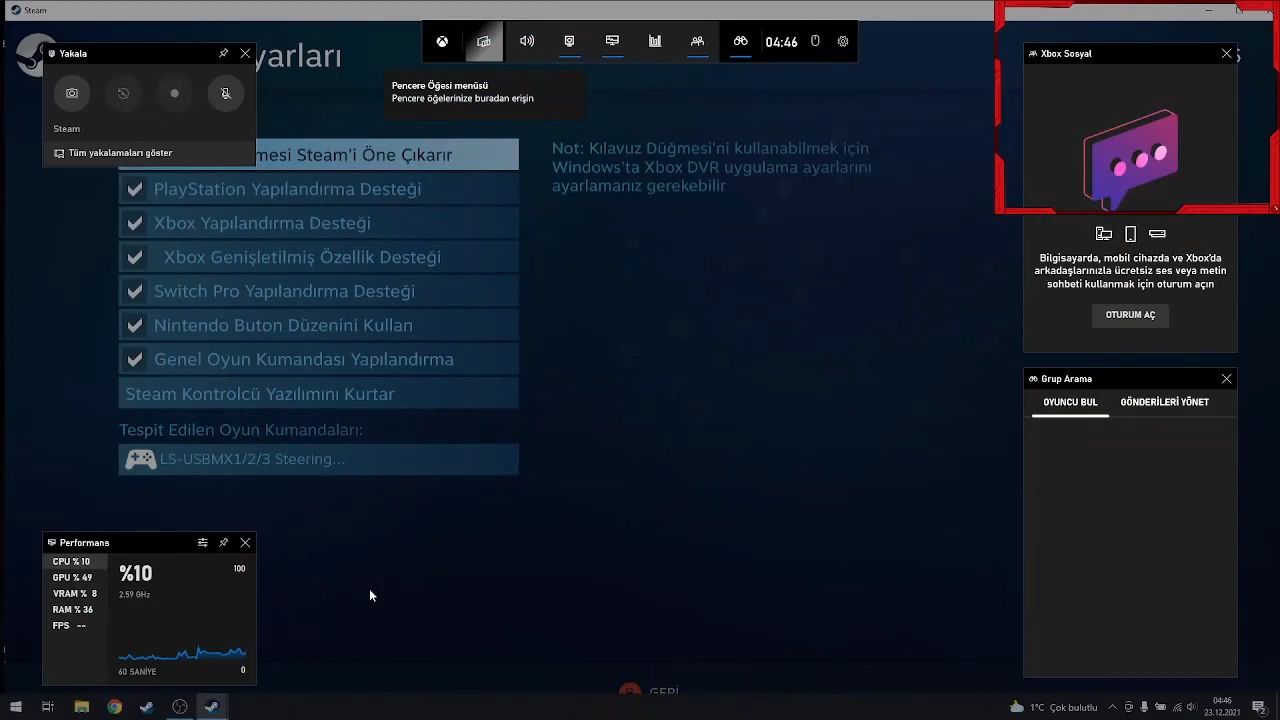 Steam
Yakala
Steam
Tüm yakalamaları göster
yarları
04:46
Pencere Öğesi menüsü
Pencere öğelerinize buradan erişin
mesi Steam'i Öne Çıkarır
PlayStation Yapılandırma Desteği
Xbox Yapılandırma Desteği
Xbox Genişletilmiş Özellik Desteği
Switch Pro Yapılandırma Desteği
Nintendo Buton Düzenini Kullan
Genel Oyun Kumandası Yapılandırma
Steam Kontrolcü Yazılımını Kurtar
Tespit Edilen Oyun Kumandaları:
LS-USBMX1/2/3 Steering...
Not: Kılavuz Düğmesi'ni kullanabilmek için
Windows'ta Xbox DVR uygulama ayarlarını
ayarlamanız gerekebilir
Xbox Sosyal
Bilgisayarda, mobil cihazda ve Xbox'da
arkadaşlarınızla ücretsiz ses veya metin
sohbeti kullanmak için oturum açın
OTURUM AÇ
Grup Arama
OYUNCU BUL GÖNDERİLERİ YÖNET
Performans
CPU % 10
GPU % 49
VRAM % 8
RAM % 36
FPS --
%10 100
2.59 GHz
60 SANİYE 0
GERİ
1°C Çok bulutlu
04:46
23.12.2021
2